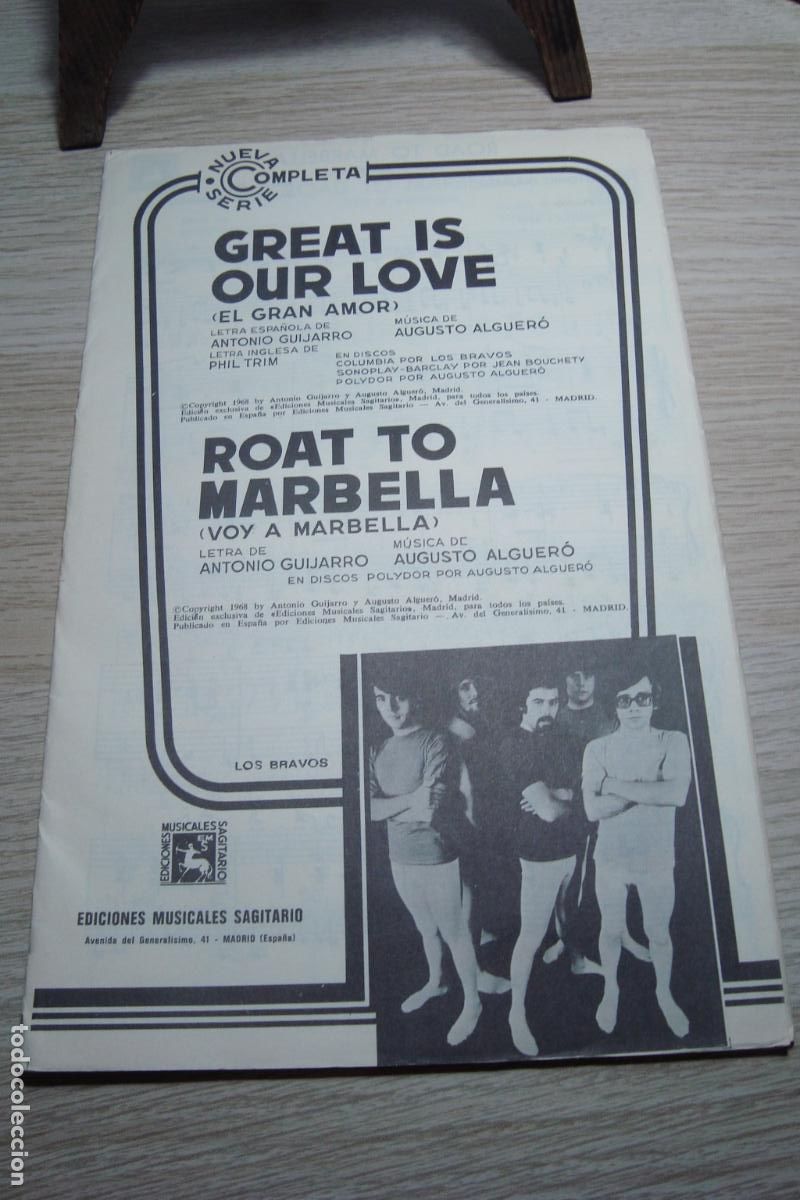 NUEVA SERIE COMPLETA
GREAT IS
OUR LOVE
(EL GRAN AMOR)
LETRA ESPAÑOLA DE
ANTONIO GUIJARRO
MÚSICA DE
AUGUSTO ALGUERÓ
LETRA INGLESA DE
PHIL TRIM
EN DISCOS
COLUMBIA POR LOS BRAVOS
SONOPLAY-BARCLAY POR JEAN BOUCHETY
POLYDOR POR AUGUSTO ALGUERÓ
©Copyright 1968 by Antonio Guijarro y Augusto Algueró, Madrid.
Edición exclusiva de «Ediciones Musicales Sagitario», Madrid, para todos los países.
Publicado en España por Ediciones Musicales Sagitario — Av. del Generalísimo, 41 - MADRID.
ROAT TO
MARBELLA
(VOY A MARBELLA)
LETRA DE
ANTONIO GUIJARRO
MÚSICA DE
AUGUSTO ALGUERÓ
EN DISCOS POLYDOR POR AUGUSTO ALGUERÓ
©Copyright 1968 by Antonio Guijarro y Augusto Algueró, Madrid.
Edición exclusiva de «Ediciones Musicales Sagitario», Madrid, para todos los países.
Publicado en España por Ediciones Musicales Sagitario — Av. del Generalísimo, 41 - MADRID.
LOS BRAVOS
EDICIONES MUSICALES SAGITARIO
EMS
EDICIONES MUSICALES SAGITARIO
Avenida del Generalísimo, 41 - MADRID (España)
todocoleccion.net